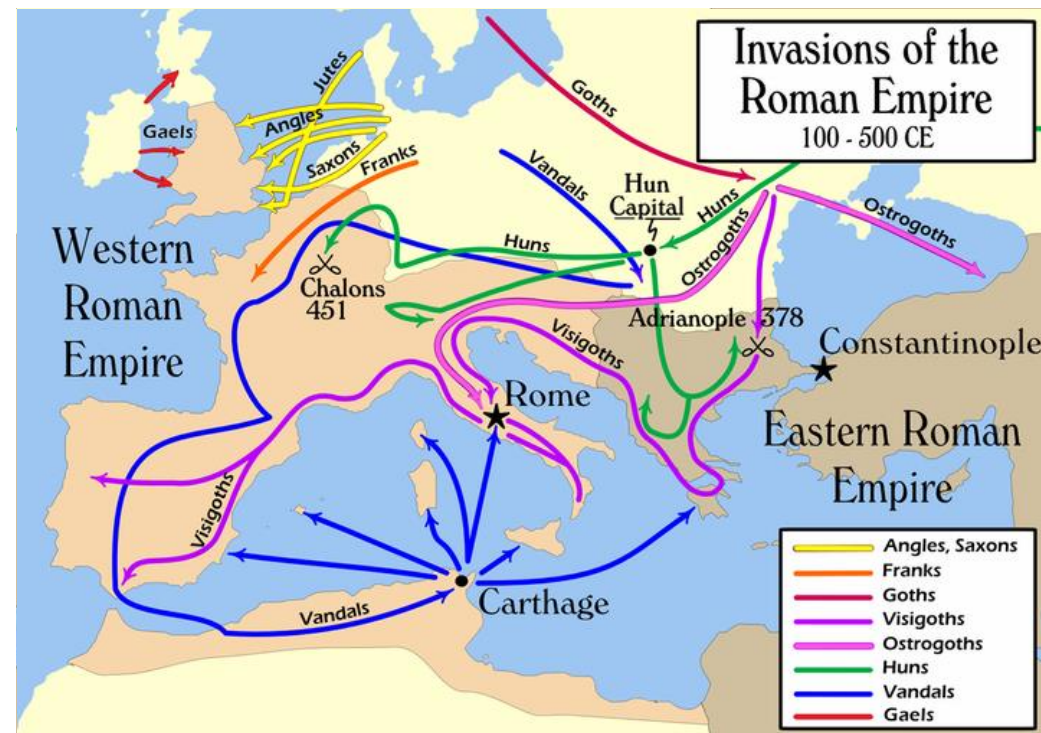 Invasions of the
Roman Empire
100 - 500 CE
Jutes
Goths
Gaels
Angles
Saxons
Franks
Vandals
Hun
Capital
Huns
Ostrogoths
Ostrogoths
Huns
Western
Roman
Empire
Chalons
451
Adrianople 378
Visigoths
Constantinople
Rome
Eastern Roman
Empire
Visigoths
Carthage
Vandals
Angles, Saxons
Franks
Goths
Visigoths
Ostrogoths
Huns
Vandals
Gaels